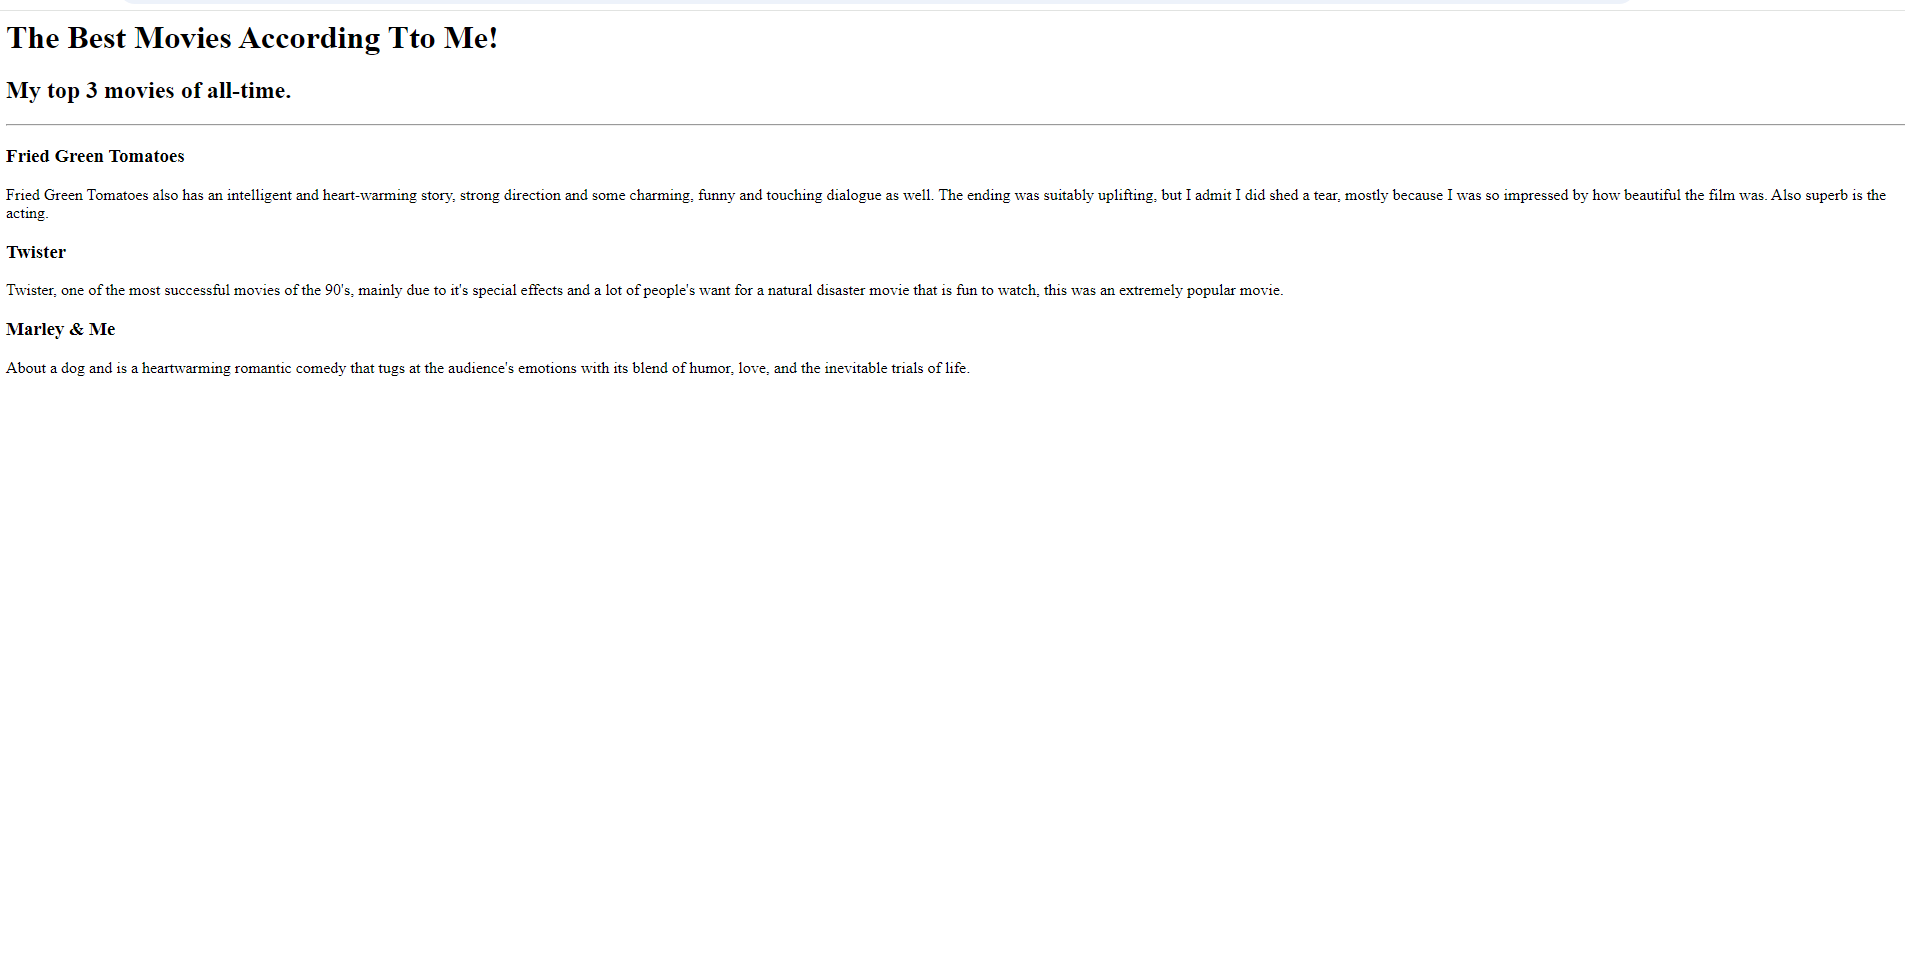 The Best Movies According Tto Me!
My top 3 movies of all-time.
Fried Green Tomatoes
Fried Green Tomatoes also has an intelligent and heart-warming story, strong direction and some charming, funny and touching dialogue as well. The ending was suitably uplifting, but I admit I did shed a tear, mostly because I was so impressed by how beautiful the film was. Also superb is the
acting.
Twister
Twister, one of the most successful movies of the 90's, mainly due to it's special effects and a lot of people's want for a natural disaster movie that is fun to watch, this was an extremely popular movie.
Marley & Me
About a dog and is a heartwarming romantic comedy that tugs at the audience's emotions with its blend of humor, love, and the inevitable trials of life.